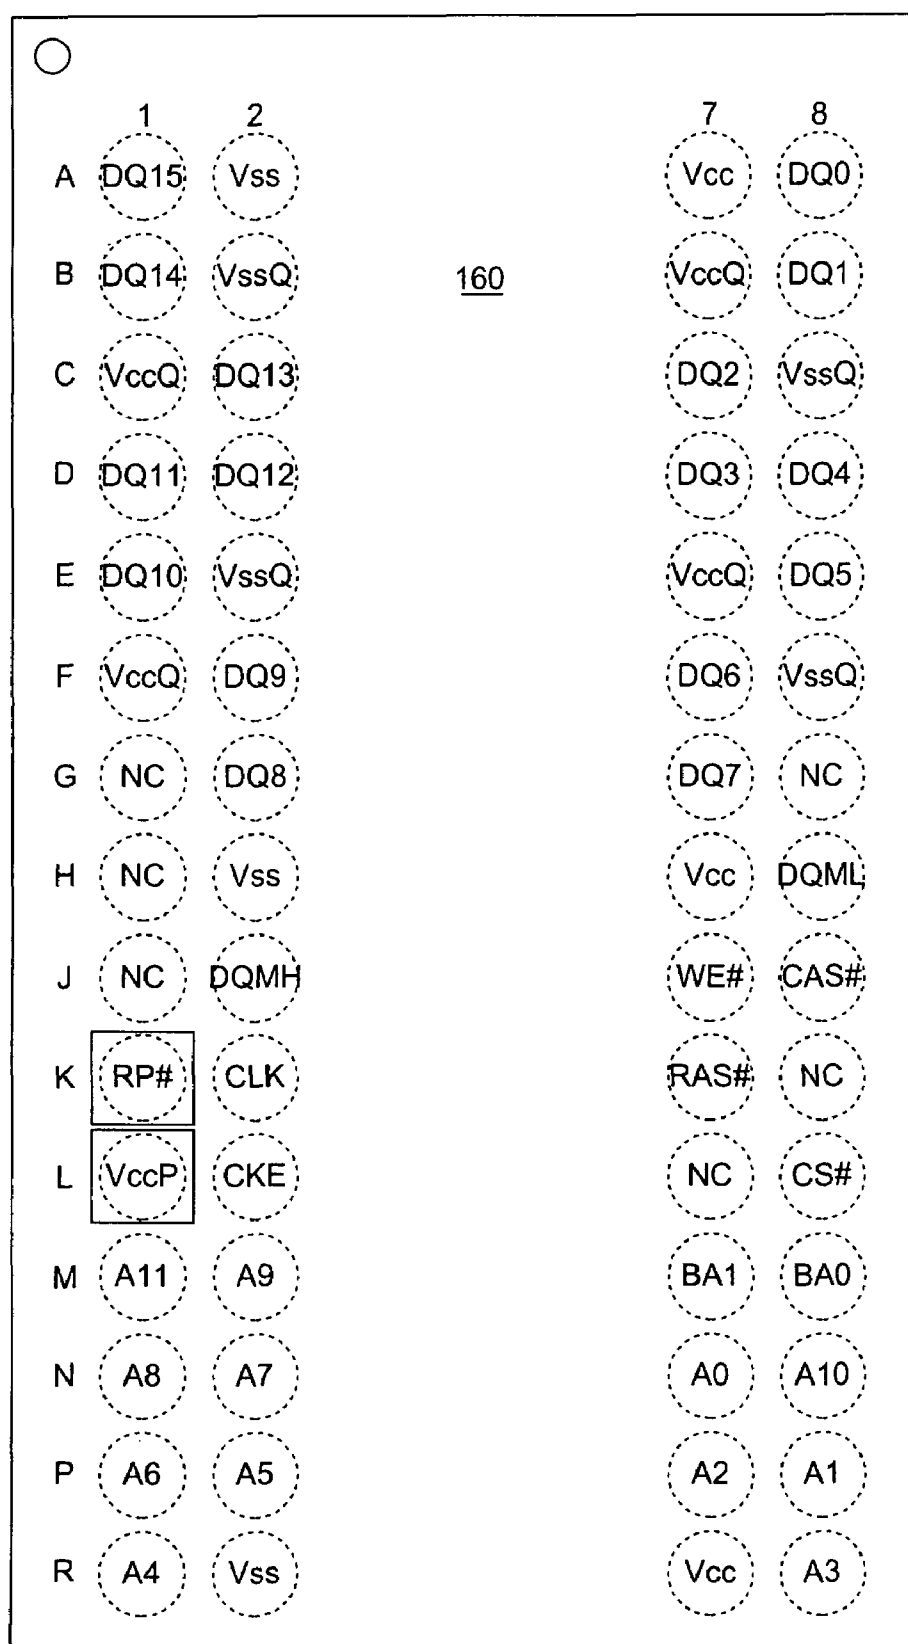 1 2 7 8
A DQ15 Vss Vcc DQ0
B DQ14 VssQ 160 VccQ DQ1
C VccQ DQ13 DQ2 VssQ
D DQ11 DQ12 DQ3 DQ4
E DQ10 VssQ VccQ DQ5
F VccQ DQ9 DQ6 VssQ
G NC DQ8 DQ7 NC
H NC Vss Vcc DQML
J NC DQMH WE# CAS#
K RP# CLK RAS# NC
L VccP CKE NC CS#
M A11 A9 BA1 BA0
N A8 A7 A0 A10
P A6 A5 A2 A1
R A4 Vss Vcc A3